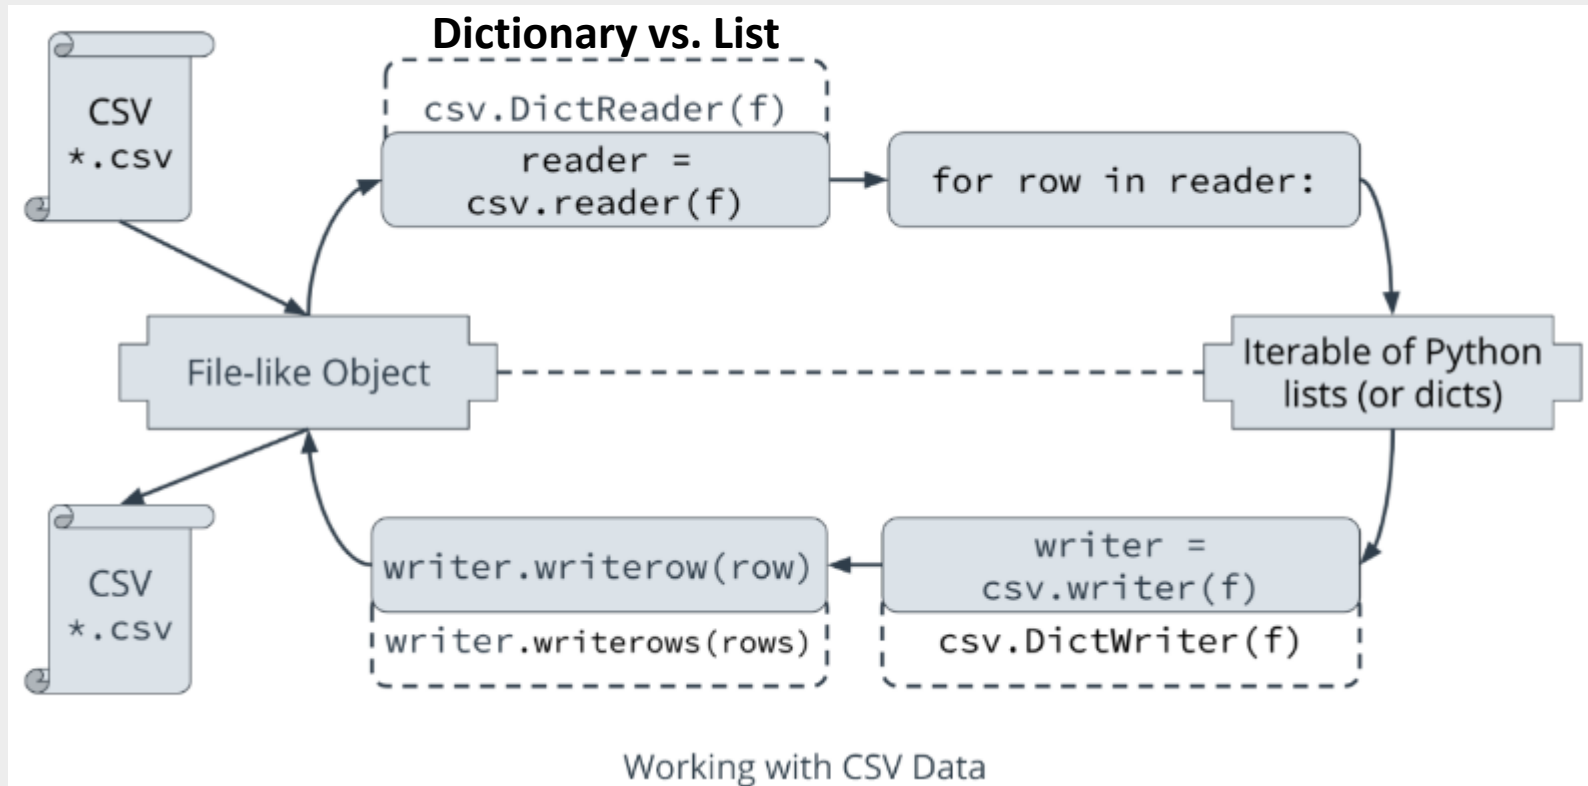 Dictionary vs. List
CSV
*.csv
csv.DictReader(f)
reader =
csv.reader(f)
for row in reader:
File-like Object
Iterable of Python
lists (or dicts)
CSV
*.csv
writer.writerow(row)
writer.writerows(rows)
writer =
csv.writer(f)
csv.DictWriter(f)
Working with CSV Data